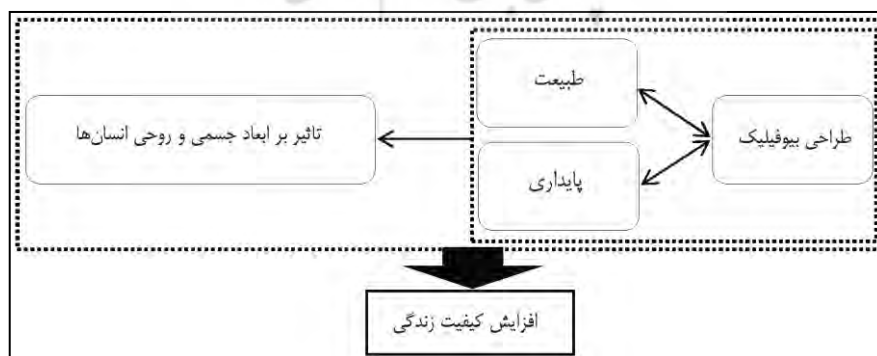 طبیعت
طراحی بیوفیلیک
تاثیر بر ابعاد جسمی و روحی انسان‌ها
پایداری
افزایش کیفیت زندگی